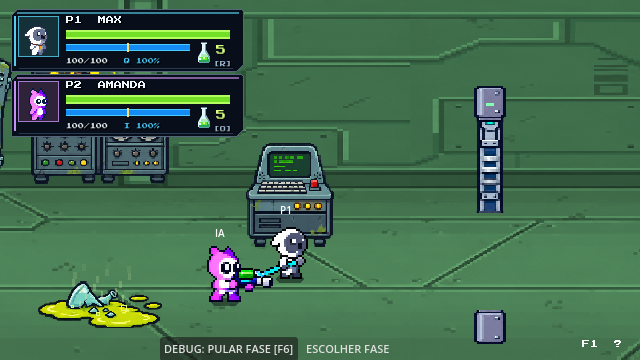 P1 MAX
5
100/100 Q 100% [R]
P2 AMANDA
5
100/100 I 100% [O]
P1
IA
DEBUG: PULAR FASE [F6] ESCOLHER FASE
F1 ?